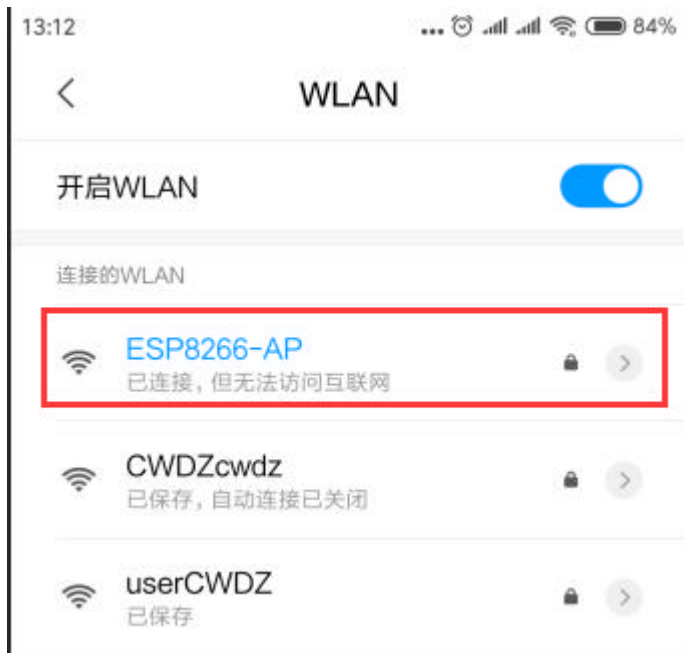 13:12 ... 84%
WLAN
开启WLAN
连接的WLAN
ESP8266-AP
已连接，但无法访问互联网
CWDZcwdz
已保存，自动连接已关闭
userCWDZ
已保存